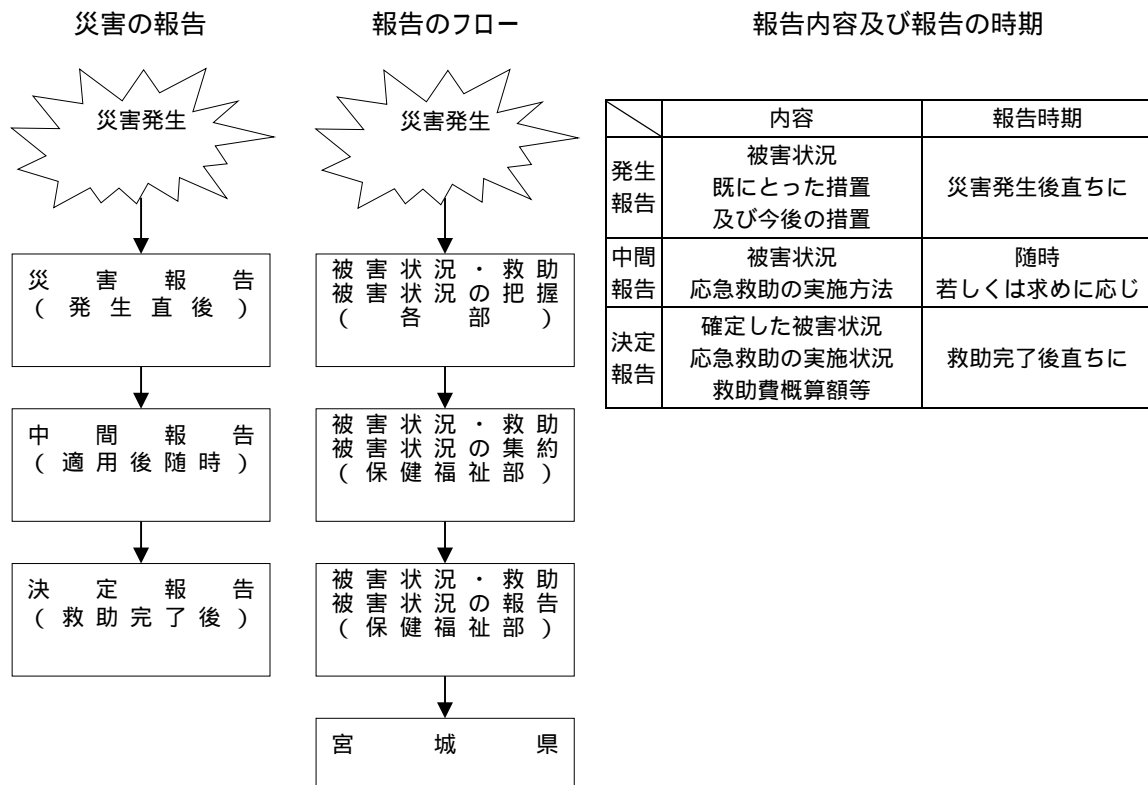 災害の報告
災害発生
災害報告
(発生直後)
中間報告
(適用後随時)
決定報告
(救助完了後)
報告のフロー
災害発生
被害状況・救助
被害状況の把握
(各部)
被害状況・救助
被害状況の集約
(保健福祉部)
被害状況・救助
被害状況の報告
(保健福祉部)
宮城県
報告内容及び報告の時期
内容 報告時期
発生
報告
被害状況
既にとった措置
及び今後の措置
災害発生後直ちに
中間
報告
被害状況
応急救助の実施方法
随時
若しくは求めに応じ
決定
報告
確定した被害状況
応急救助の実施状況
救助費概算額等
救助完了後直ちに